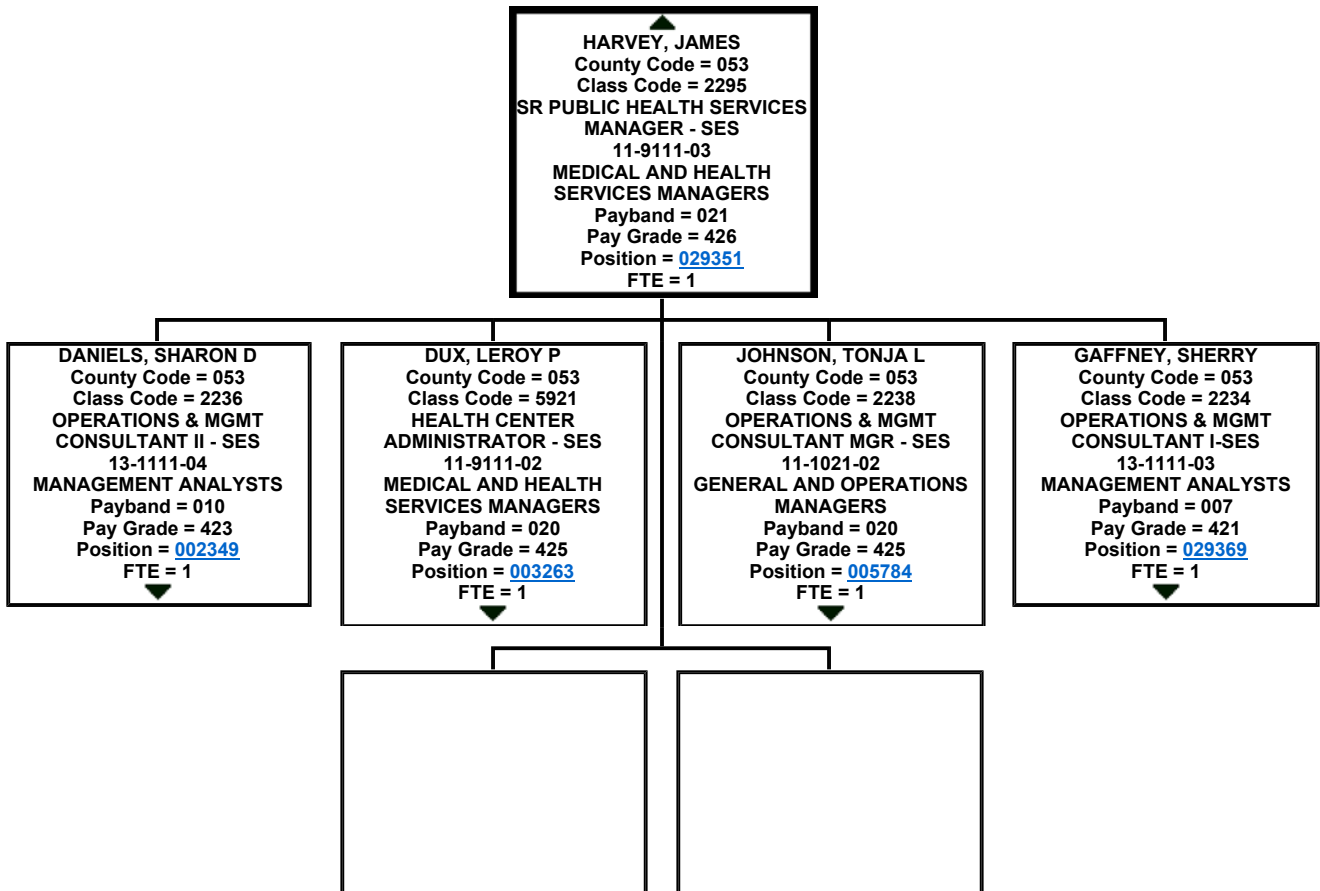 HARVEY, JAMES
County Code = 053
Class Code = 2295
SR PUBLIC HEALTH SERVICES
MANAGER - SES
11-9111-03
MEDICAL AND HEALTH
SERVICES MANAGERS
Payband = 021
Pay Grade = 426
Position = 029351
FTE = 1
DANIELS, SHARON D
County Code = 053
Class Code = 2236
OPERATIONS & MGMT
CONSULTANT II - SES
13-1111-04
MANAGEMENT ANALYSTS
Payband = 010
Pay Grade = 423
Position = 002349
FTE = 1
DUX, LEROY P
County Code = 053
Class Code = 5921
HEALTH CENTER
ADMINISTRATOR - SES
11-9111-02
MEDICAL AND HEALTH
SERVICES MANAGERS
Payband = 020
Pay Grade = 425
Position = 003263
FTE = 1
JOHNSON, TONJA L
County Code = 053
Class Code = 2238
OPERATIONS & MGMT
CONSULTANT MGR - SES
11-1021-02
GENERAL AND OPERATIONS
MANAGERS
Payband = 020
Pay Grade = 425
Position = 005784
FTE = 1
GAFFNEY, SHERRY
County Code = 053
Class Code = 2234
OPERATIONS & MGMT
CONSULTANT I-SES
13-1111-03
MANAGEMENT ANALYSTS
Payband = 007
Pay Grade = 421
Position = 029369
FTE = 1